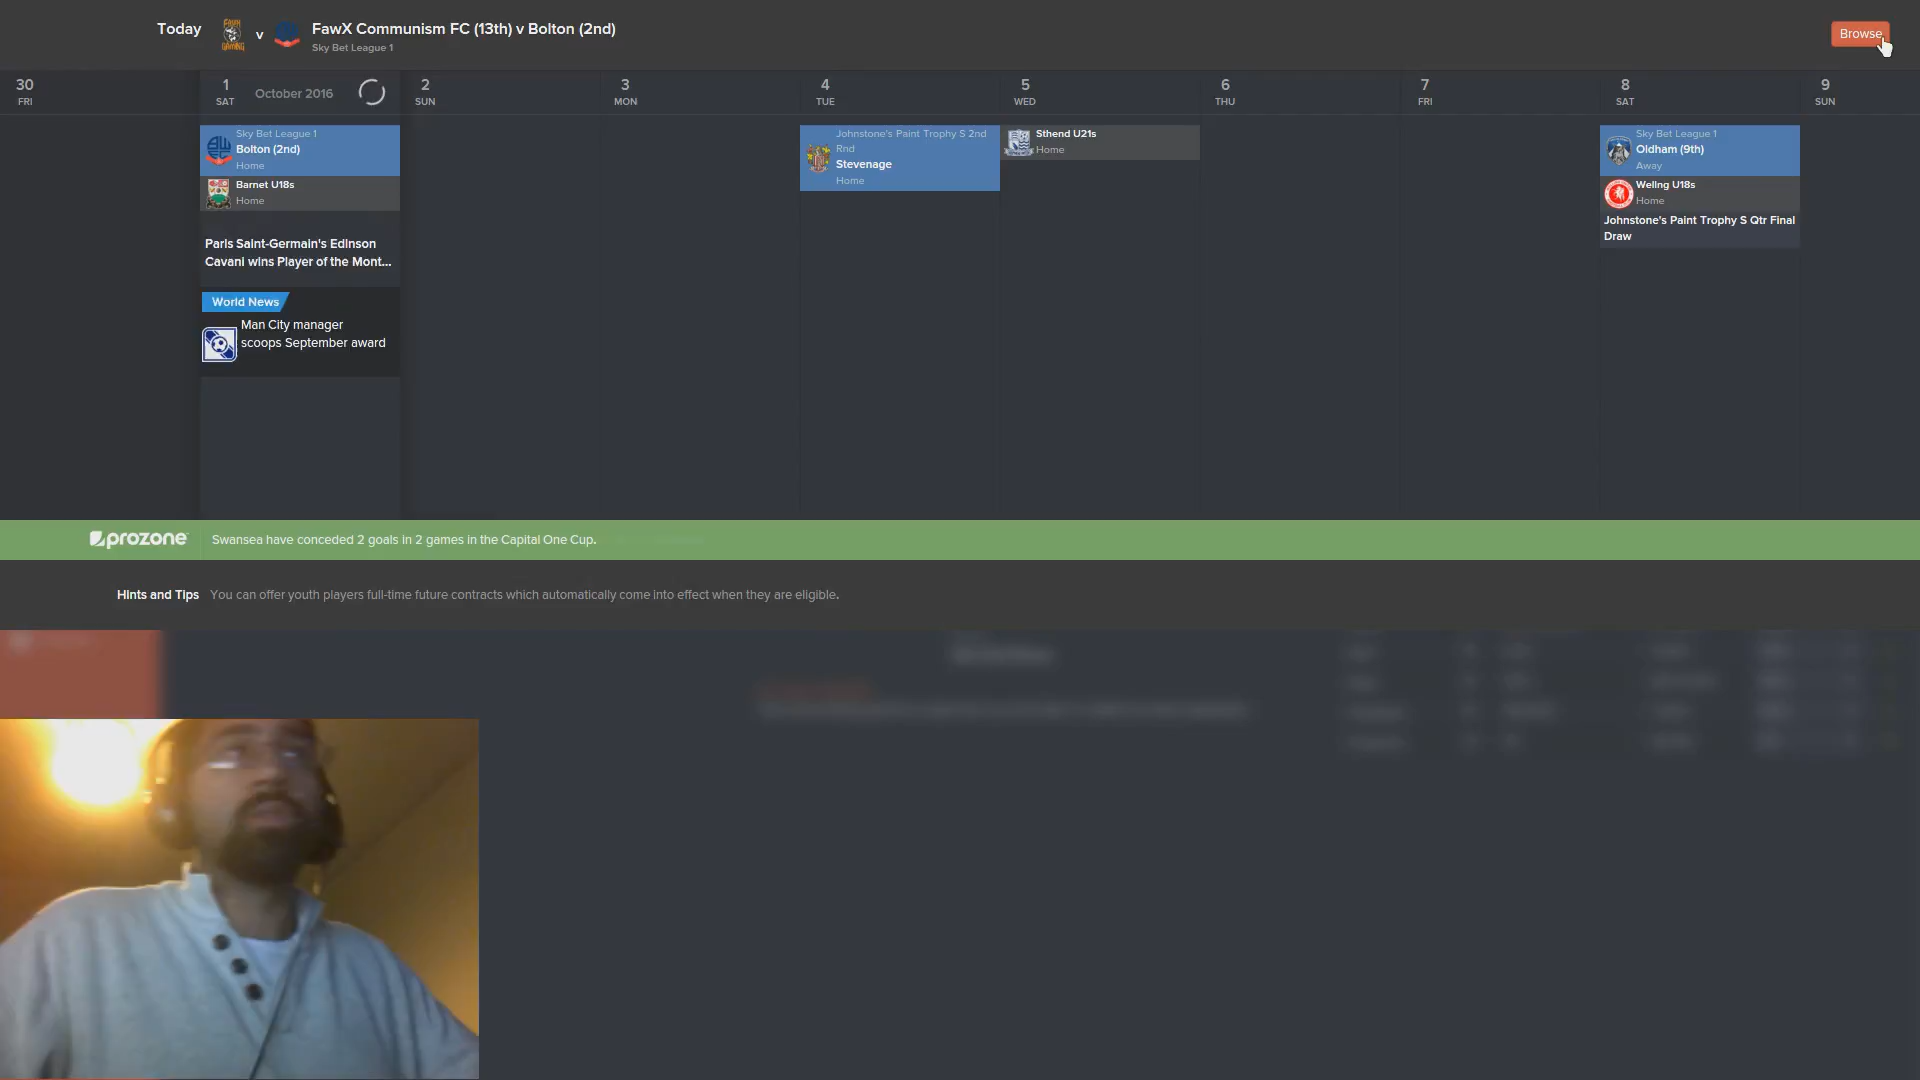 Today
v
FawX Communism FC (13th) v Bolton (2nd)
Sky Bet League 1
Browse
30
FRI
1
SAT
October 2016
2
SUN
3
MON
4
TUE
5
WED
6
THU
7
FRI
8
SAT
9
SUN
Sky Bet League 1
Bolton (2nd)
Home
Barnet U18s
Home
Paris Saint-Germain's Edinson
Cavani wins Player of the Mont...
World News
Man City manager
scoops September award
Johnstone's Paint Trophy S 2nd
Rnd
Stevenage
Home
Sthend U21s
Home
Sky Bet League 1
Oldham (9th)
Away
Wellng U18s
Home
Johnstone's Paint Trophy S Qtr Final
Draw
prozone
Swansea have conceded 2 goals in 2 games in the Capital One Cup.
Hints and Tips
You can offer youth players full-time future contracts which automatically come into effect when they are eligible.